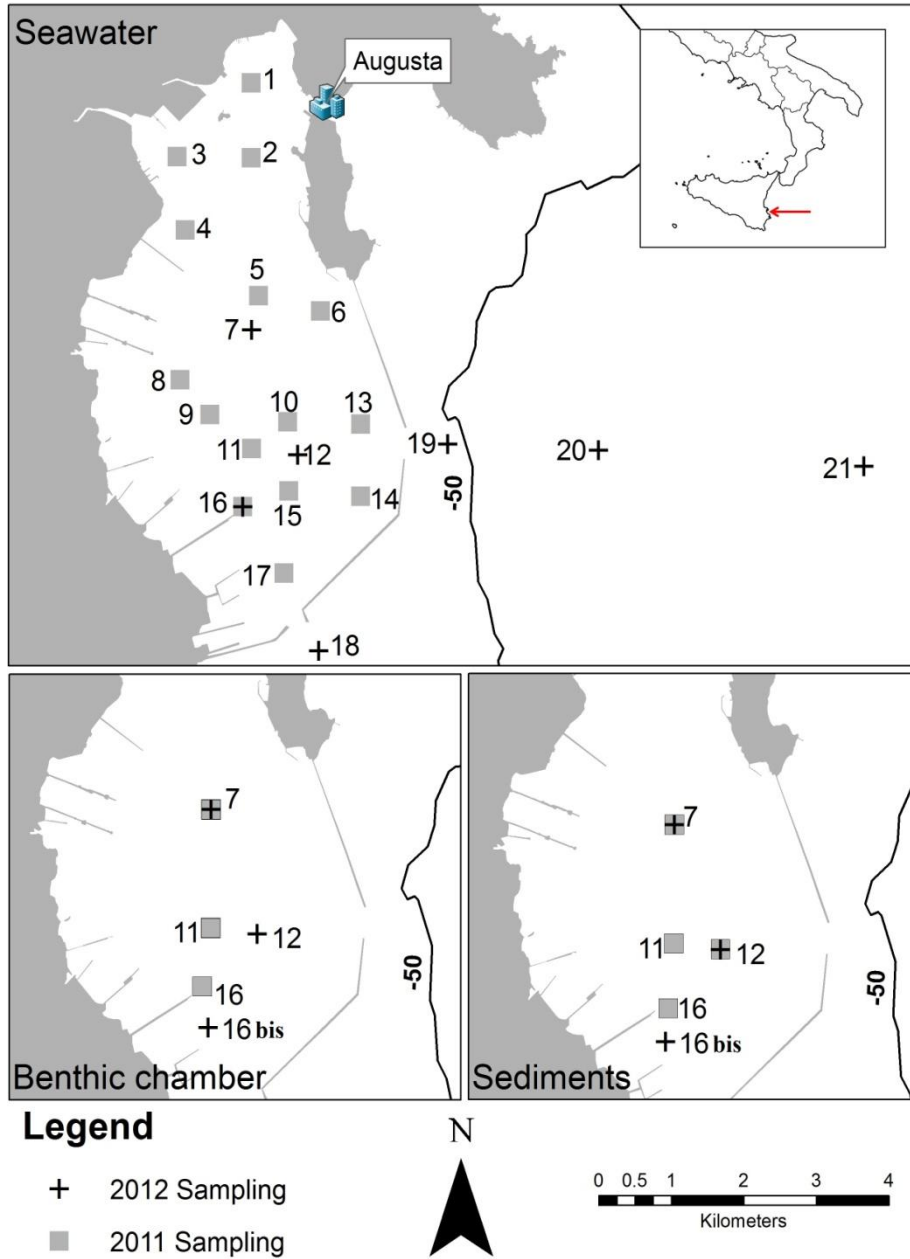 Seawater
Augusta
1
3
2
4
5
6
7
8
9
10
13
11
12
19
20
21
-50
16
15
14
17
18
7
11
12
16
16 bis
-50
Benthic chamber
7
11
12
16
16 bis
-50
Sediments
Legend
N
2012 Sampling
2011 Sampling
0 0.5 1 2 3 4
Kilometers